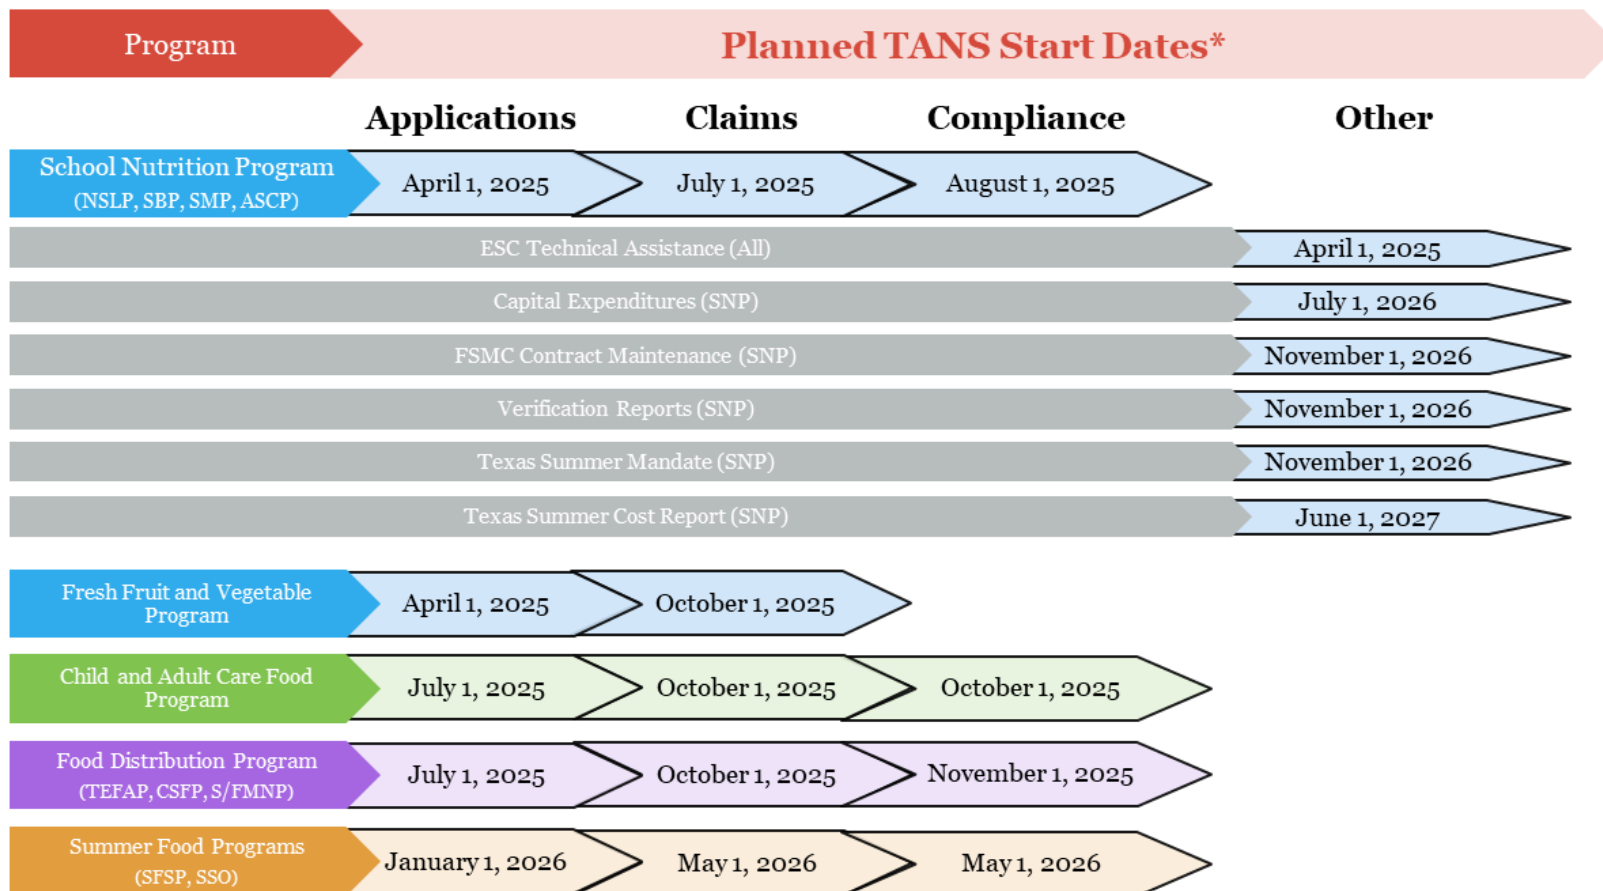 Program
Planned TANS Start Dates*
Applications Claims Compliance Other
School Nutrition Program
(NSLP, SBP, SMP, ASCP)
April 1, 2025 July 1, 2025 August 1, 2025
ESC Technical Assistance (All) April 1, 2025
Capital Expenditures (SNP) July 1, 2026
FSMC Contract Maintenance (SNP) November 1, 2026
Verification Reports (SNP) November 1, 2026
Texas Summer Mandate (SNP) November 1, 2026
Texas Summer Cost Report (SNP) June 1, 2027
Fresh Fruit and Vegetable
Program
April 1, 2025 October 1, 2025
Child and Adult Care Food
Program
July 1, 2025 October 1, 2025 October 1, 2025
Food Distribution Program
(TEFAP, CSFP, S/FMNP)
July 1, 2025 October 1, 2025 November 1, 2025
Summer Food Programs
(SFSP, SSO)
January 1, 2026 May 1, 2026 May 1, 2026